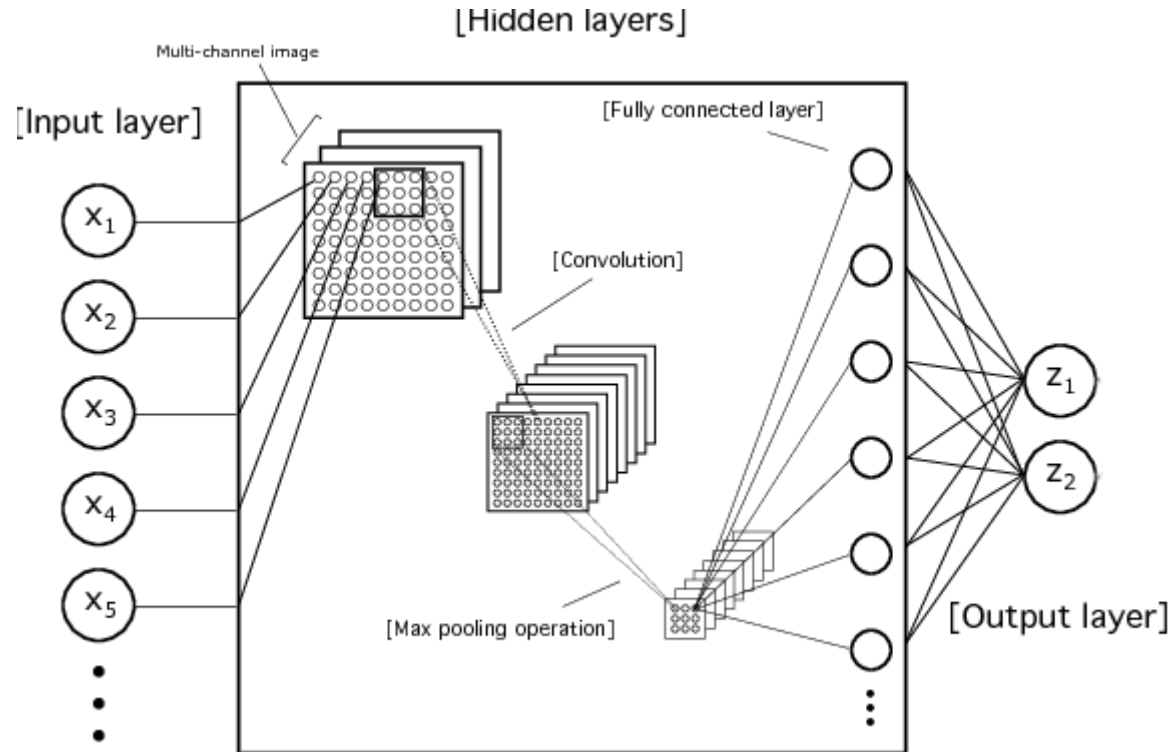 [Hidden layers]
Multi-channel image
[Input layer]
[Fully connected layer]
x1
x2
x3
x4
x5
[Convolution]
[Max pooling operation]
z1
z2
[Output layer]